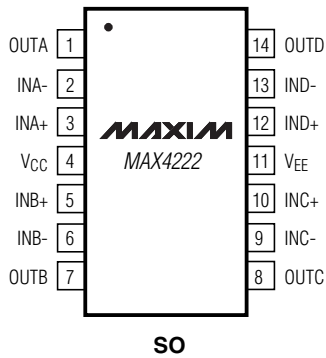 OUTA 1 14 OUTD
INA- 2 13 IND-
INA+ 3 MAXIM 12 IND+
VCC 4 MAX4222 11 VEE
INB+ 5 10 INC+
INB- 6 9 INC-
OUTB 7 8 OUTC
SO